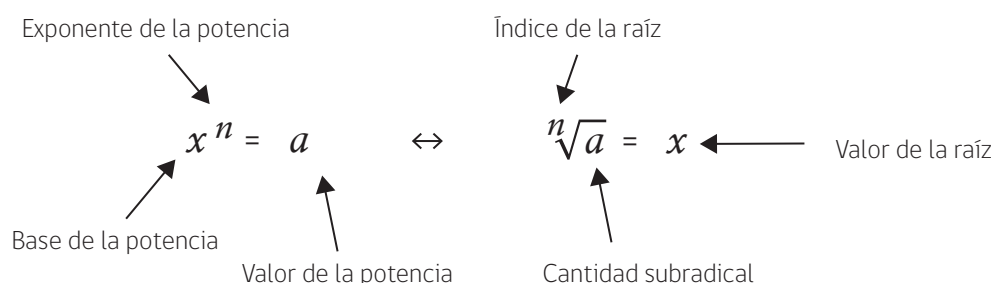 Exponente de la potencia
Índice de la raíz
xⁿ = a ↔ ⁿ√a = x
Valor de la raíz
Base de la potencia
Valor de la potencia
Cantidad subradical